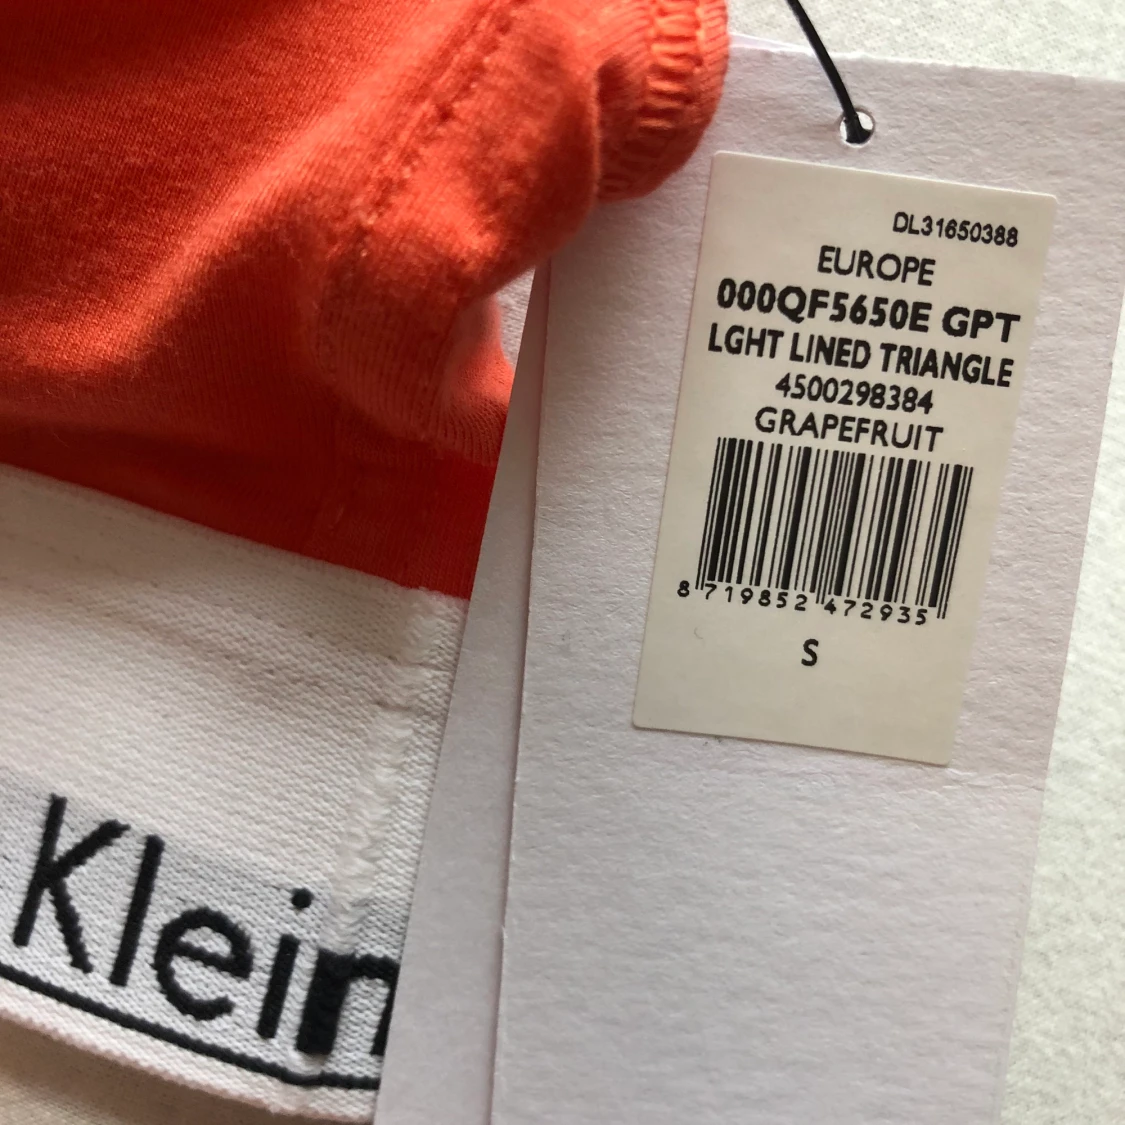 DL31650388
EUROPE
000QF5650E GPT
LGHT LINED TRIANGLE
4500298384
GRAPEFRUIT
8 719852 472935
S
Klein